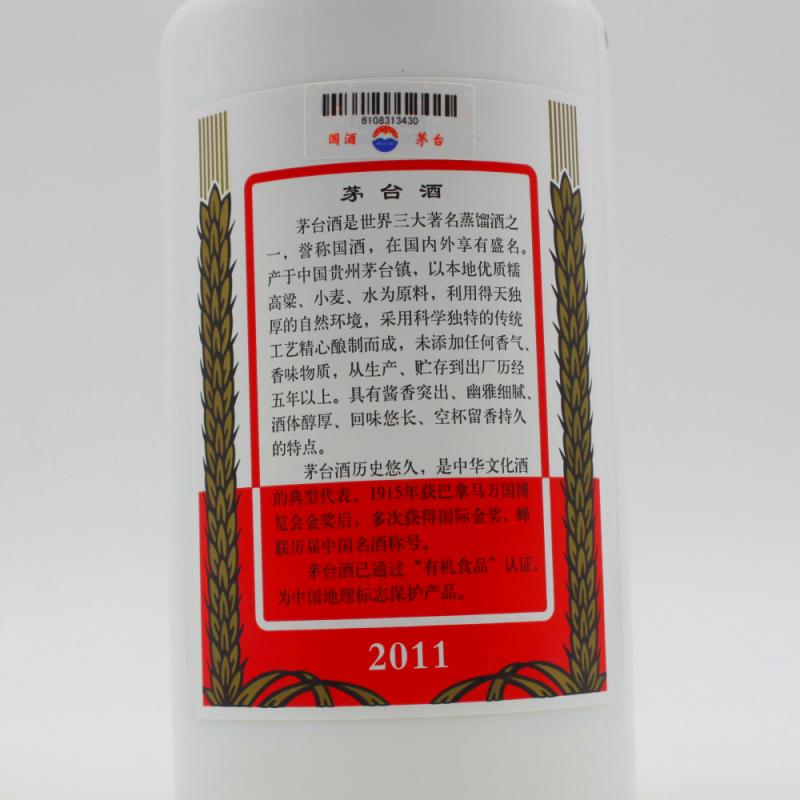 6108313430
国酒 茅台
茅台酒
茅台酒是世界三大著名蒸馏酒之
一，誉称国酒，在国内外享有盛名。
产于中国贵州茅台镇，以本地优质糯
高粱、小麦、水为原料，利用得天独
厚的自然环境，采用科学独特的传统
工艺精心酿制而成，未添加任何香气、
香味物质，从生产、贮存到出厂历经
五年以上。具有酱香突出、幽雅细腻、
酒体醇厚、回味悠长、空杯留香持久
的特点。
茅台酒历史悠久，是中华文化酒
的典型代表。1915年获巴拿马万国博
览会金奖后，多次获得国际金奖，蝉
联历届中国名酒称号。
茅台酒已通过“有机食品”认证，
为中国地理标志保护产品。
2011